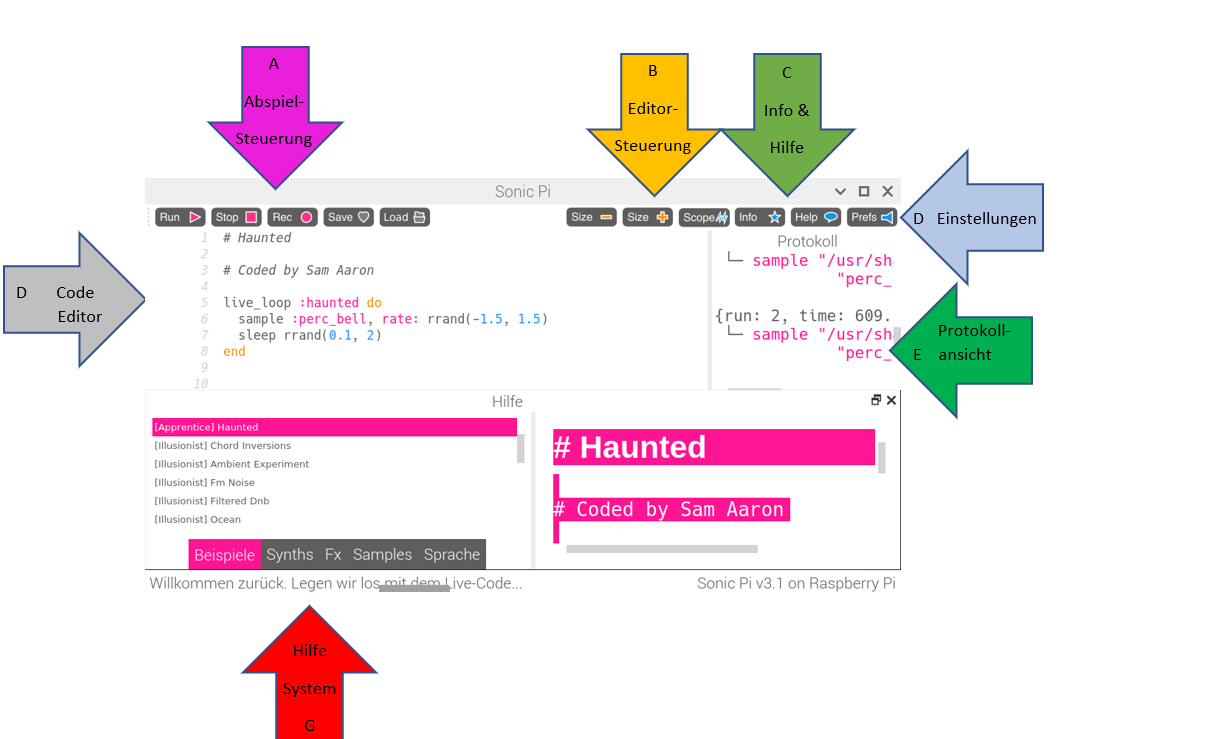 A
Abspiel-
Steuerung
B
Editor-
Steuerung
C
Info &
Hilfe
Sonic Pi
Run Stop Rec Save Load Size Size Scope Info Help Prefs
D Einstellungen
1 # Haunted
2
3 # Coded by Sam Aaron
4
5 live_loop :haunted do
6 sample :perc_bell, rate: rrand(-1.5, 1.5)
7 sleep rrand(0.1, 2)
8 end
9
10
D Code
Editor
Protokoll
└─ sample "/usr/sh
"perc_
{run: 2, time: 609.
└─ sample "/usr/sh
"perc_
Protokoll-
E ansicht
Hilfe
[Apprentice] Haunted
[Illusionist] Chord Inversions
[Illusionist] Ambient Experiment
[Illusionist] Fm Noise
[Illusionist] Filtered Dnb
[Illusionist] Ocean
Beispiele Synths Fx Samples Sprache
# Haunted
# Coded by Sam Aaron
Willkommen zurück. Legen wir los mit dem Live-Code...
Sonic Pi v3.1 on Raspberry Pi
Hilfe
System
G